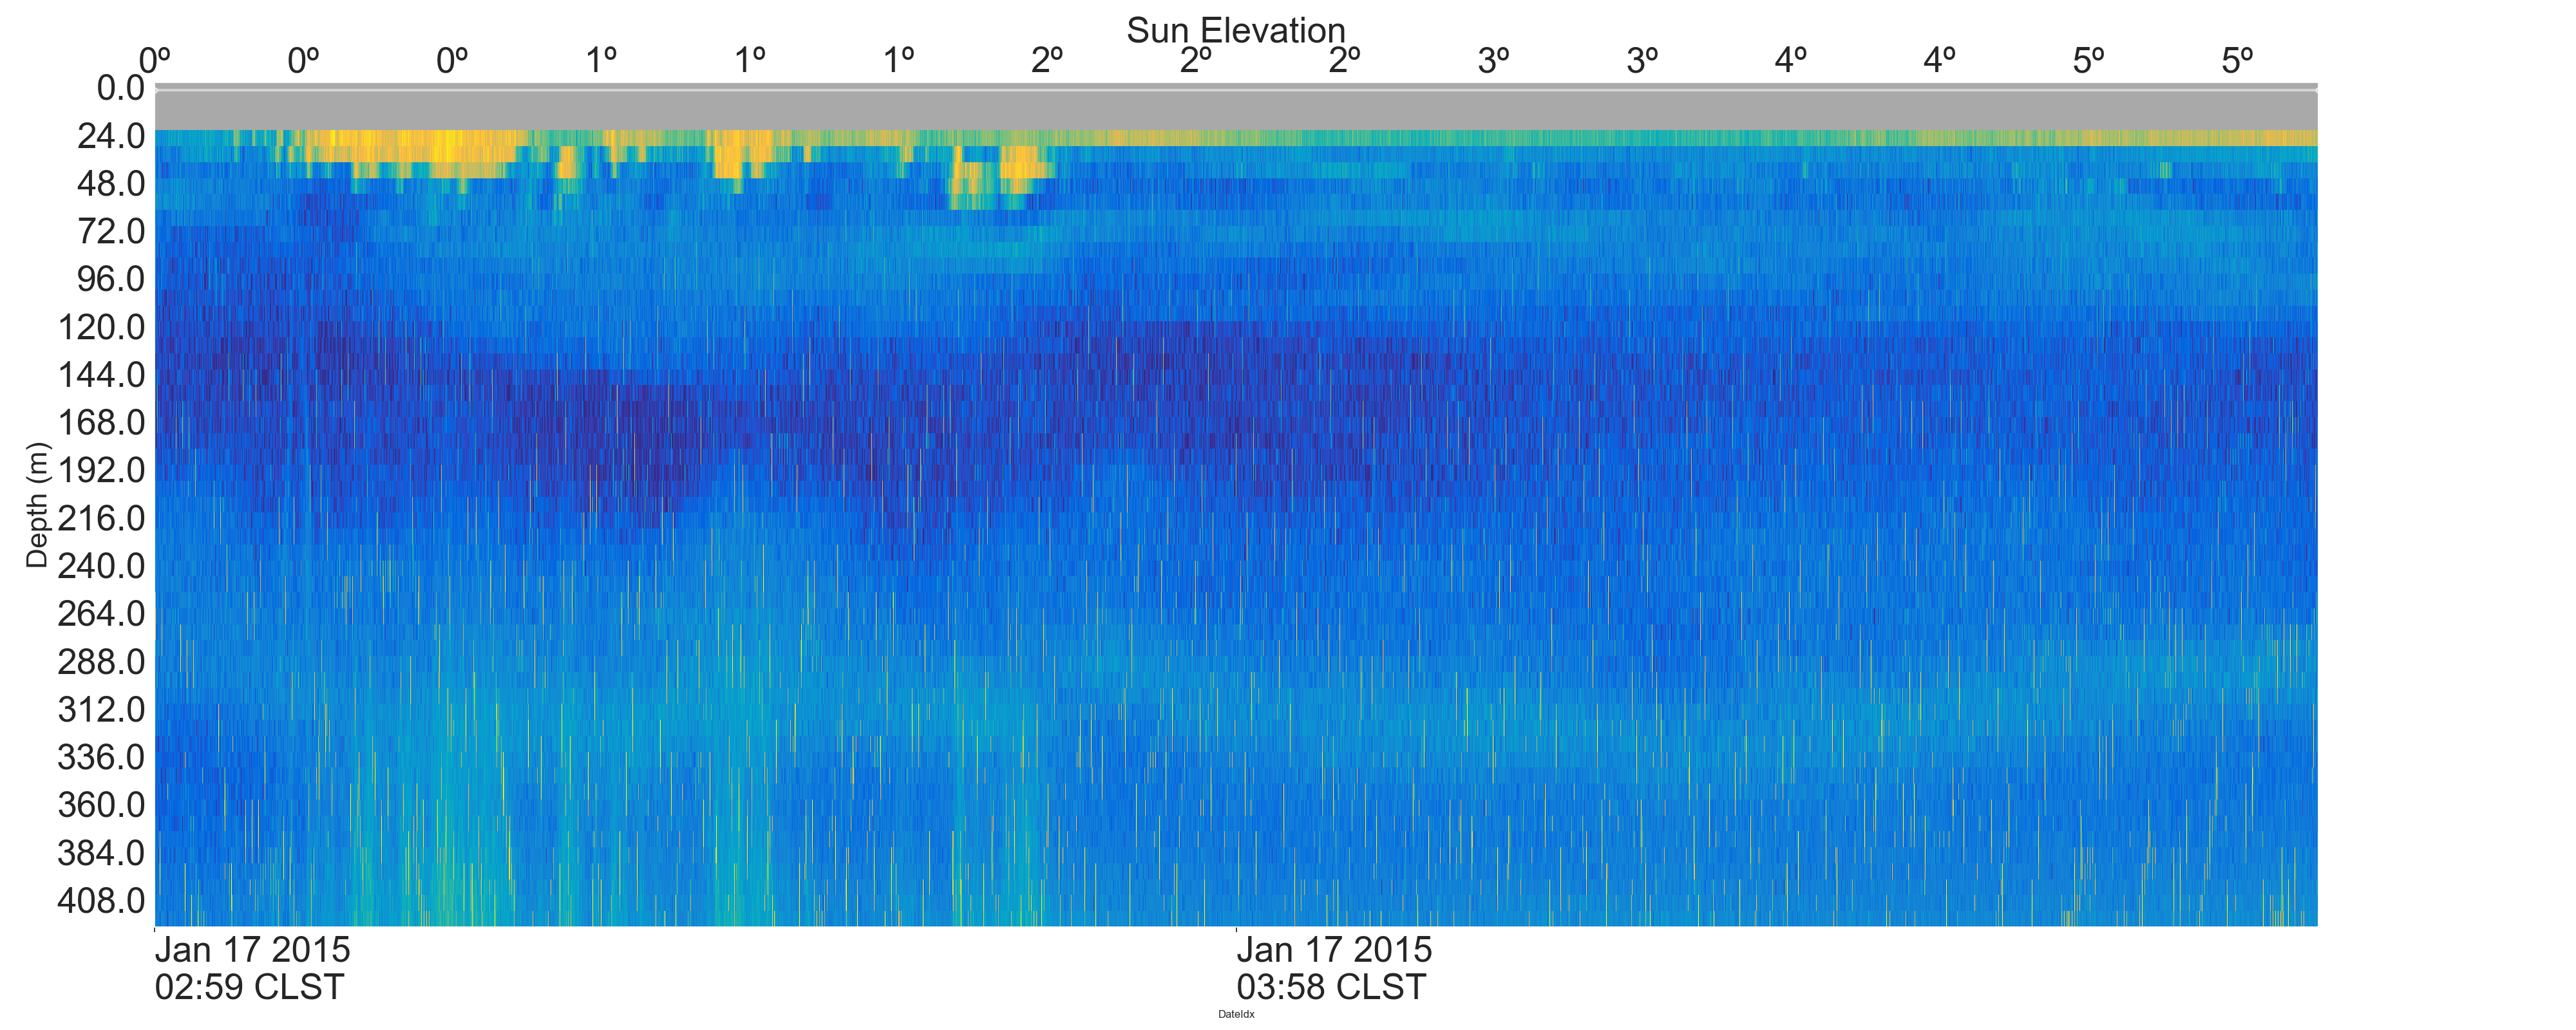 Sun Elevation
0º 0º 0º 1º 1º 1º 2º 2º 2º 3º 3º 4º 4º 5º 5º
0.0
24.0
48.0
72.0
96.0
120.0
144.0
168.0
192.0
216.0
240.0
264.0
288.0
312.0
336.0
360.0
384.0
408.0
Depth (m)
Jan 17 2015
02:59 CLST
Jan 17 2015
03:58 CLST
DateIdx